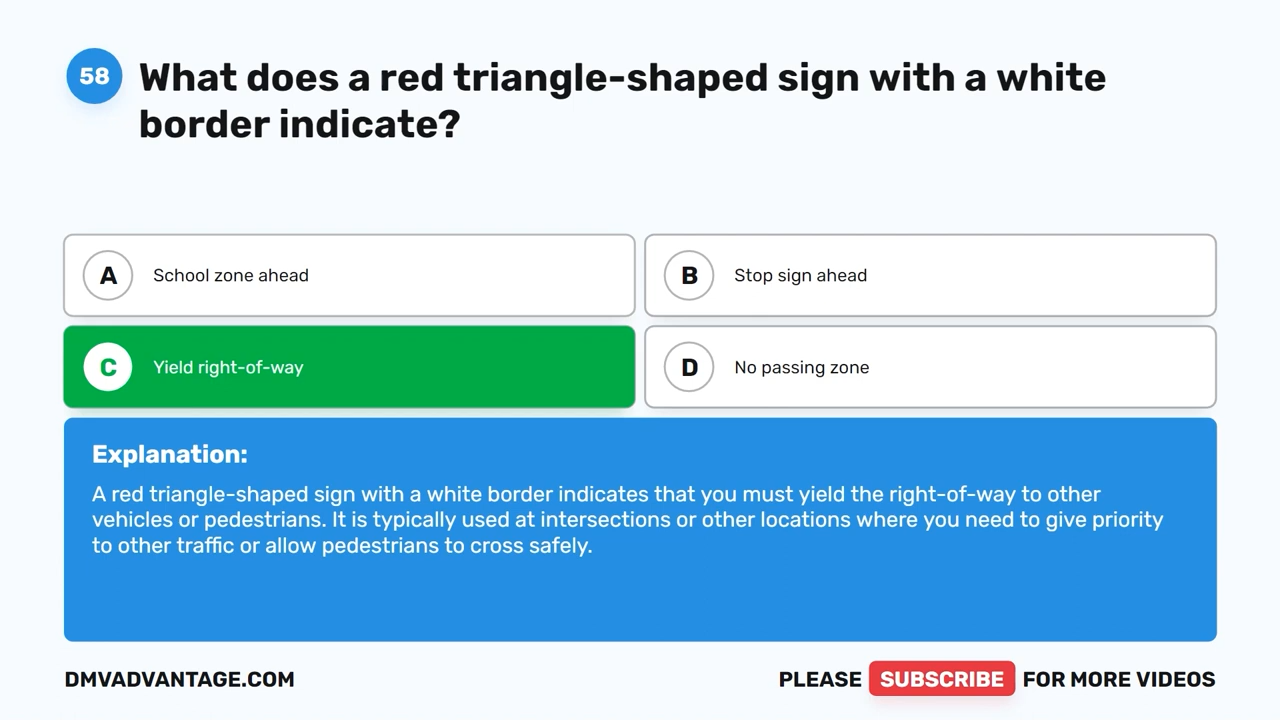 58
What does a red triangle-shaped sign with a white
border indicate?
A School zone ahead
B Stop sign ahead
C Yield right-of-way
D No passing zone
Explanation:
A red triangle-shaped sign with a white border indicates that you must yield the right-of-way to other
vehicles or pedestrians. It is typically used at intersections or other locations where you need to give priority
to other traffic or allow pedestrians to cross safely.
DMVADVANTAGE.COM
PLEASE SUBSCRIBE FOR MORE VIDEOS